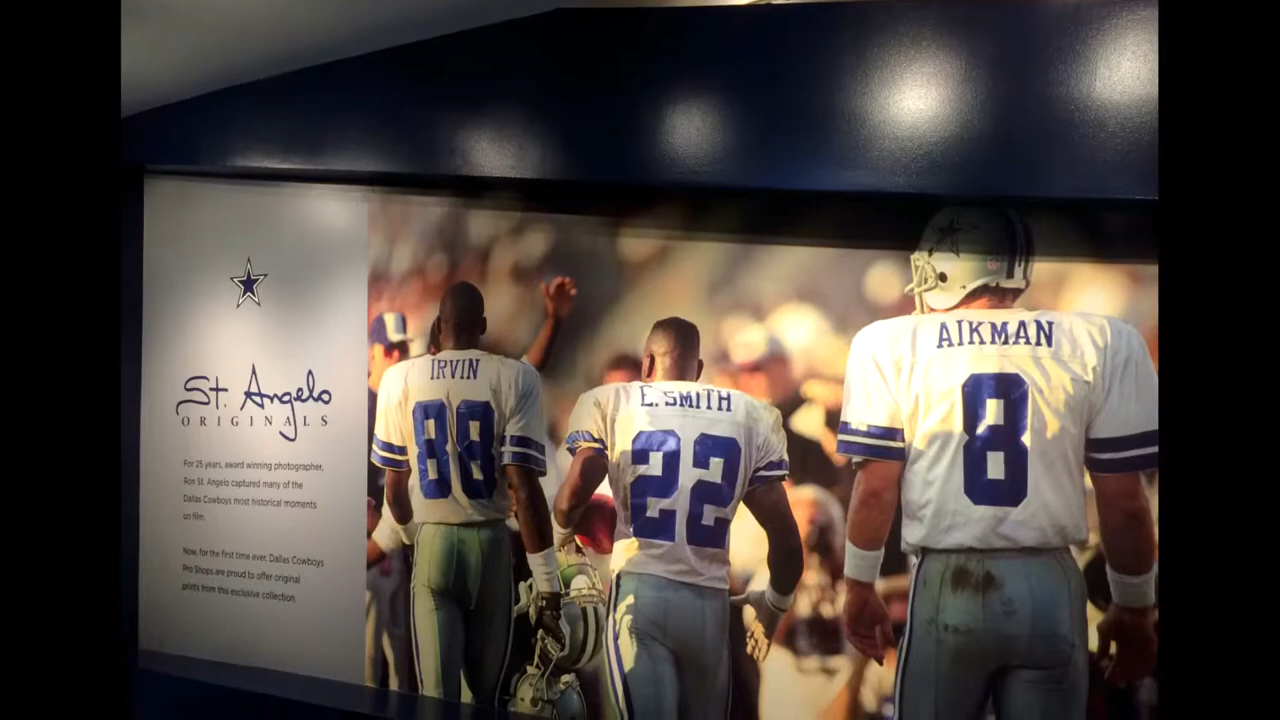 St. Angelo
ORIGINALS
For 25 years, award winning photographer,
Ron St. Angelo captured many of the
Dallas Cowboys most historical moments
on film.
Now, for the first time ever, Dallas Cowboys
Pro Shops are proud to offer original
prints from this exclusive collection
IRVIN
88
E. SMITH
22
AIKMAN
8